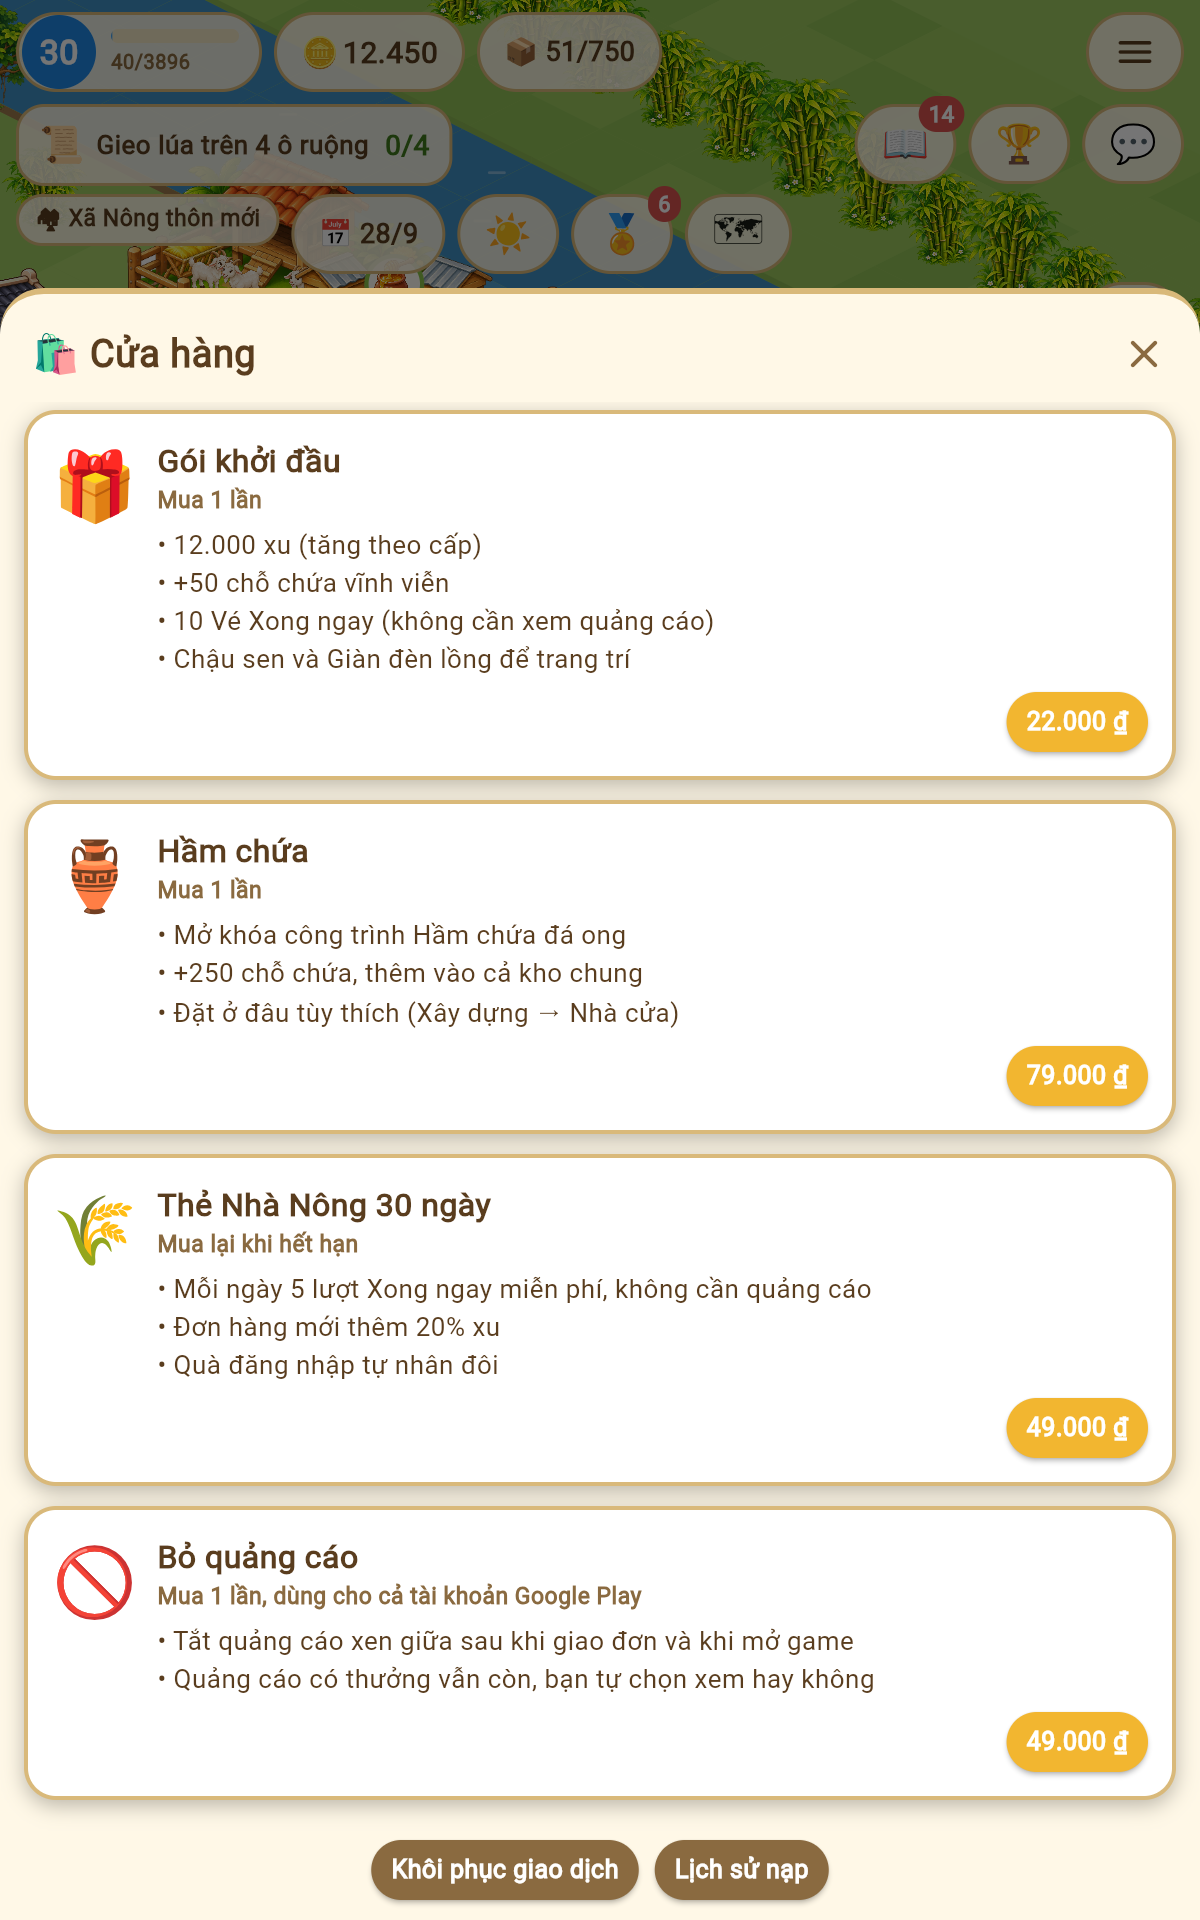 30
40/3896
12.450
51/750
Gieo lúa trên 4 ô ruộng 0/4
14
Xã Nông thôn mới
July
17
28/9
6
Cửa hàng
Gói khởi đầu
Mua 1 lần
• 12.000 xu (tăng theo cấp)
• +50 chỗ chứa vĩnh viễn
• 10 Vé Xong ngay (không cần xem quảng cáo)
• Chậu sen và Giàn đèn lồng để trang trí
22.000 ₫
Hầm chứa
Mua 1 lần
• Mở khóa công trình Hầm chứa đá ong
• +250 chỗ chứa, thêm vào cả kho chung
• Đặt ở đâu tùy thích (Xây dựng → Nhà cửa)
79.000 ₫
Thẻ Nhà Nông 30 ngày
Mua lại khi hết hạn
• Mỗi ngày 5 lượt Xong ngay miễn phí, không cần quảng cáo
• Đơn hàng mới thêm 20% xu
• Quà đăng nhập tự nhân đôi
49.000 ₫
Bỏ quảng cáo
Mua 1 lần, dùng cho cả tài khoản Google Play
• Tắt quảng cáo xen giữa sau khi giao đơn và khi mở game
• Quảng cáo có thưởng vẫn còn, bạn tự chọn xem hay không
49.000 ₫
Khôi phục giao dịch
Lịch sử nạp